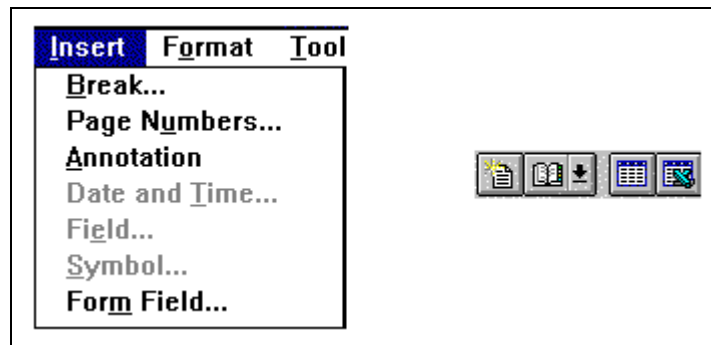 Insert Format Tool
Break...
Page Numbers...
Annotation
Date and Time...
Field...
Symbol...
Form Field...